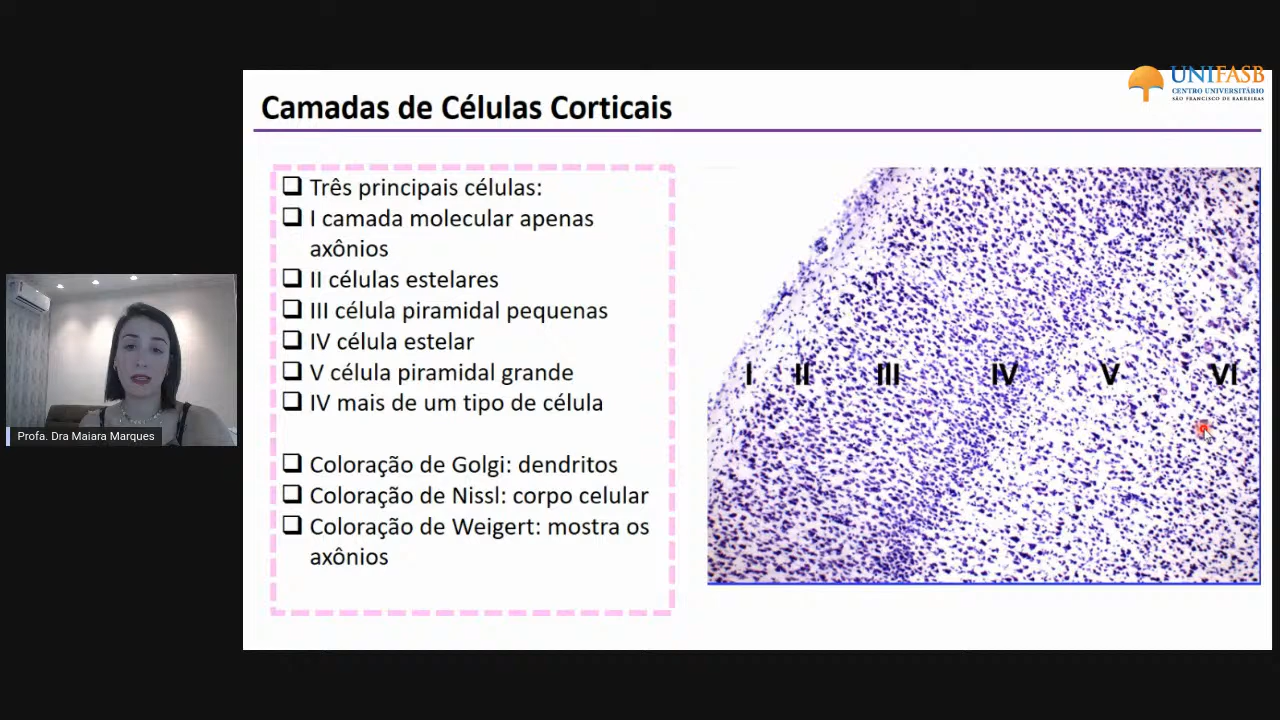 UNIFASB
CENTRO UNIVERSITÁRIO
SÃO FRANCISCO DE BARREIRAS
Camadas de Células Corticais
Três principais células:
I camada molecular apenas
axônios
II células estelares
III célula piramidal pequenas
IV célula estelar
V célula piramidal grande
IV mais de um tipo de célula
Coloração de Golgi: dendritos
Coloração de Nissl: corpo celular
Coloração de Weigert: mostra os
axônios
I II III IV V VI
Profa. Dra Maiara Marques